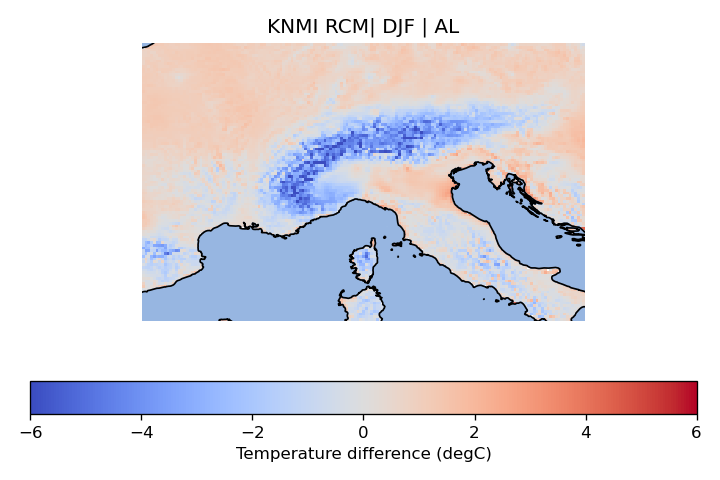 KNMI RCM| DJF | AL
−6 −4 −2 0 2 4 6
Temperature difference (degC)